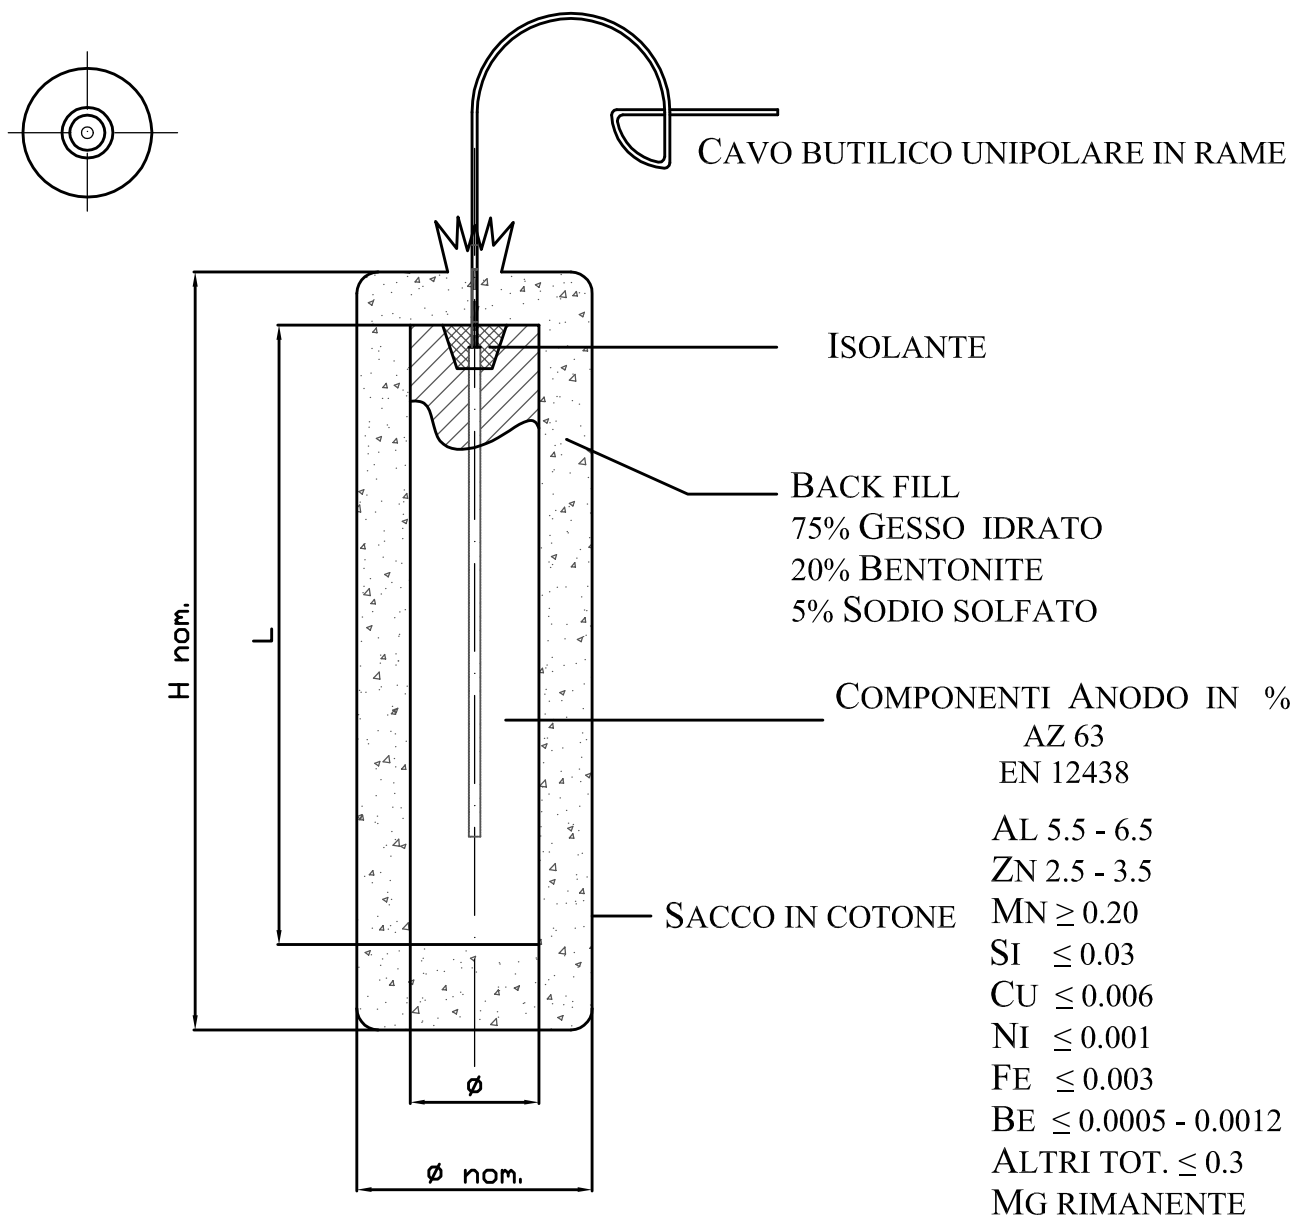 CAVO BUTILICO UNIPOLARE IN RAME
ISOLANTE
BACK FILL
75% GESSO IDRATO
20% BENTONITE
5% SODIO SOLFATO
H nom.
L
COMPONENTI ANODO IN %
AZ 63
EN 12438
AL 5.5 - 6.5
ZN 2.5 - 3.5
SACCO IN COTONE
MN ≥ 0.20
SI ≤ 0.03
CU ≤ 0.006
NI ≤ 0.001
FE ≤ 0.003
BE ≤ 0.0005 - 0.0012
ALTRI TOT. ≤ 0.3
MG RIMANENTE
ø
ø nom.